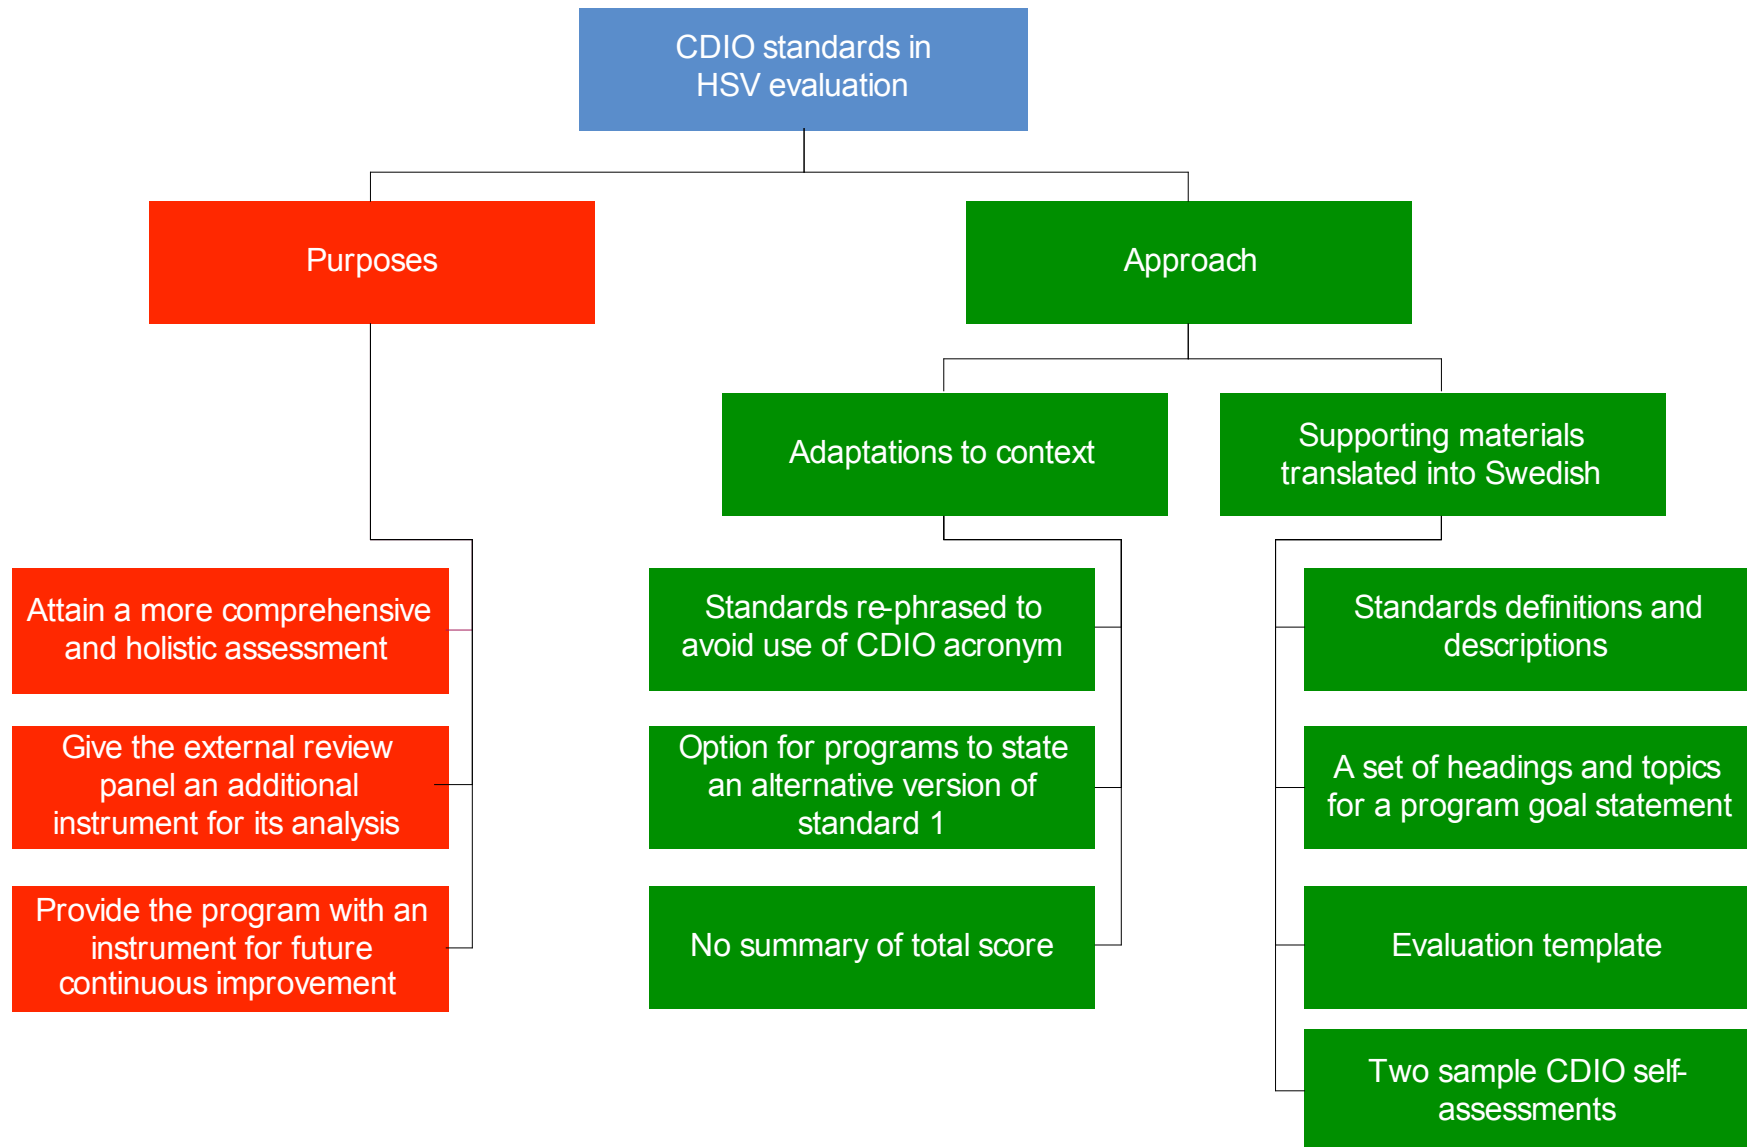 CDIO standards in
HSV evaluation
Purposes
Approach
Adaptations to context
Supporting materials
translated into Swedish
Attain a more comprehensive
and holistic assessment
Give the external review
panel an additional
instrument for its analysis
Provide the program with an
instrument for future
continuous improvement
Standards re-phrased to
avoid use of CDIO acronym
Option for programs to state
an alternative version of
standard 1
No summary of total score
Standards definitions and
descriptions
A set of headings and topics
for a program goal statement
Evaluation template
Two sample CDIO self-
assessments